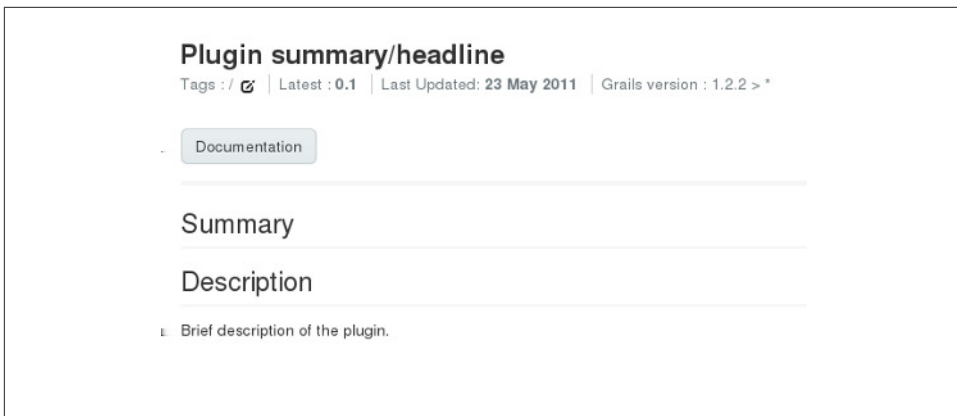 Plugin summary/headline
Tags : / Latest : 0.1 Last Updated: 23 May 2011 Grails version : 1.2.2 > *
Documentation
Summary
Description
Brief description of the plugin.